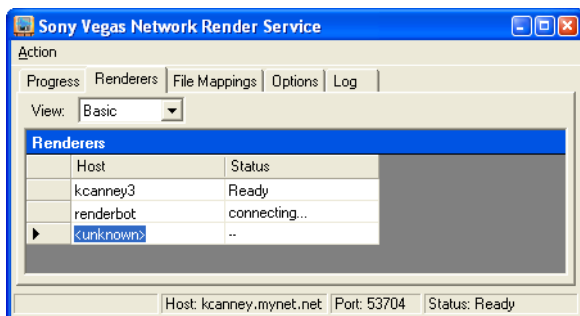 Sony Vegas Network Render Service
Action
Progress Renderers File Mappings Options Log
View: Basic
Renderers
Host Status
kcanney3 Ready
renderbot connecting...
<unknown> --
Host: kcanney.mynet.net Port: 53704 Status: Ready